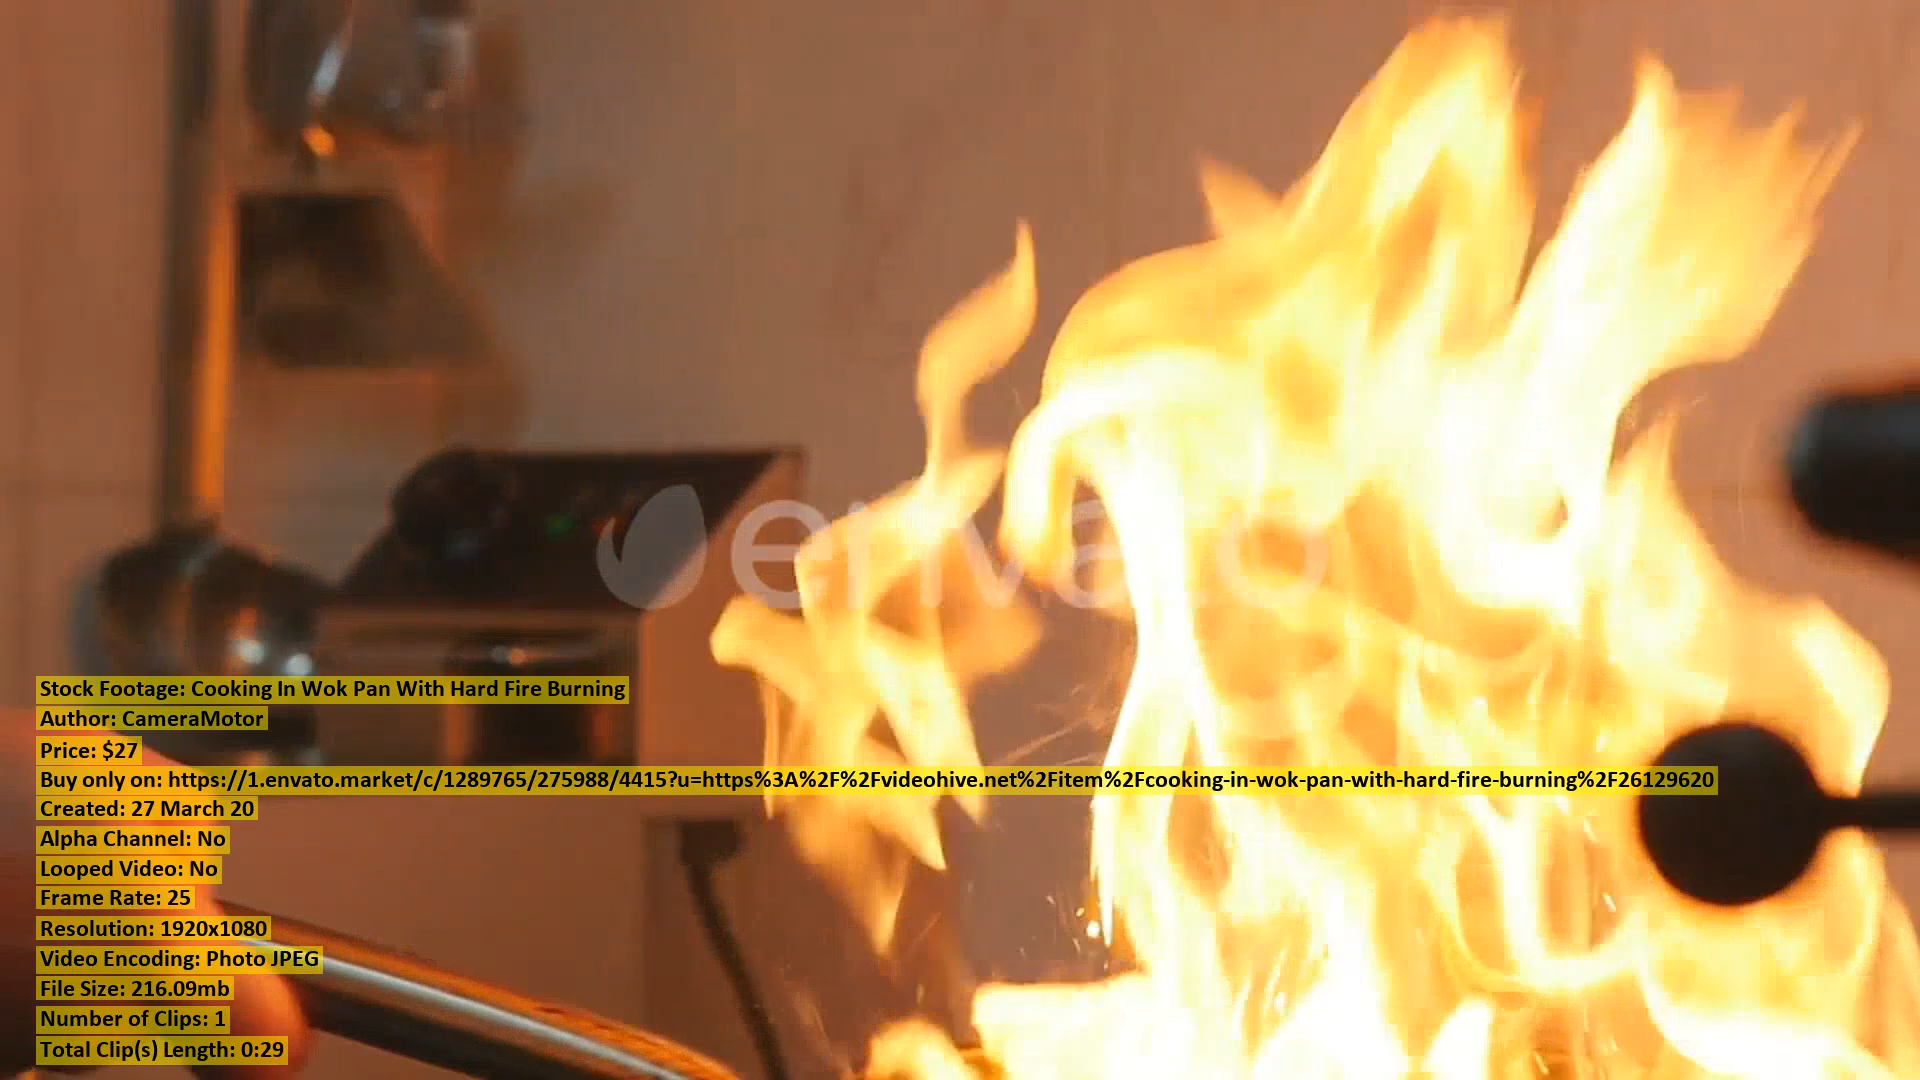 envato
Stock Footage: Cooking In Wok Pan With Hard Fire Burning
Author: CameraMotor
Price: $27
Buy only on: https://1.envato.market/c/1289765/275988/4415?u=https%3A%2F%2Fvideohive.net%2Fitem%2Fcooking-in-wok-pan-with-hard-fire-burning%2F26129620
Created: 27 March 20
Alpha Channel: No
Looped Video: No
Frame Rate: 25
Resolution: 1920x1080
Video Encoding: Photo JPEG
File Size: 216.09mb
Number of Clips: 1
Total Clip(s) Length: 0:29